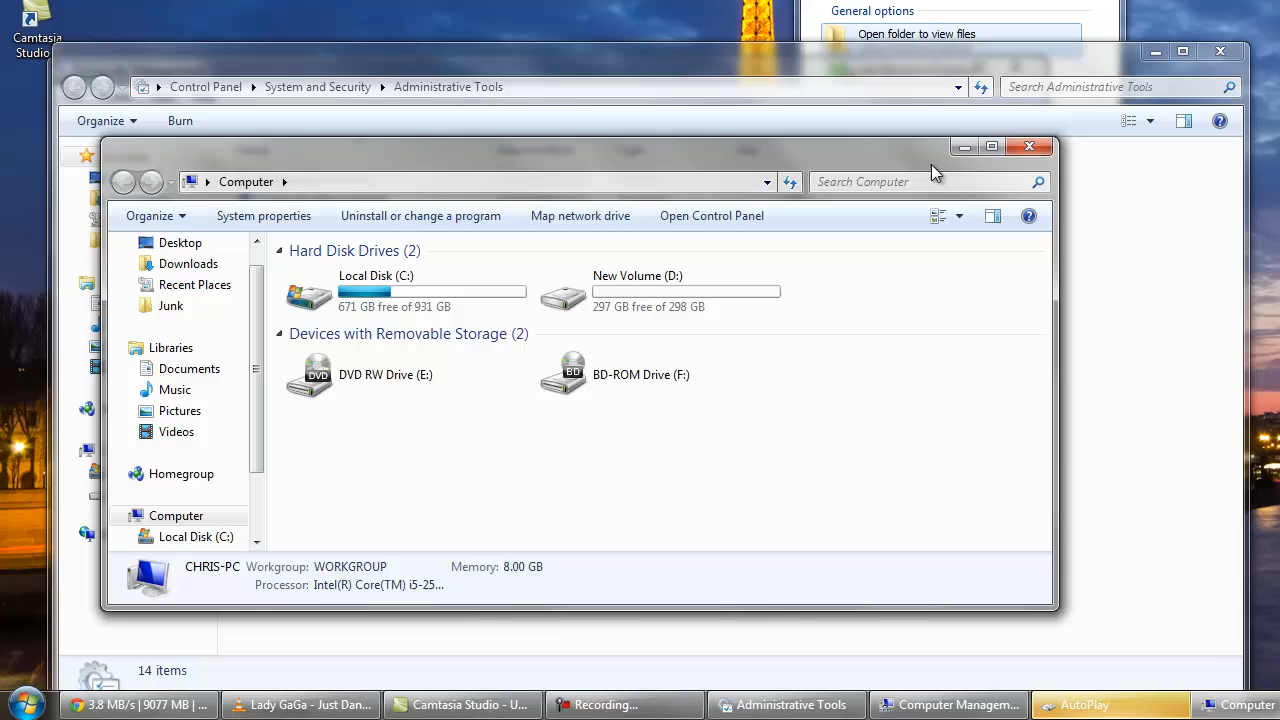 General options
Open folder to view files
Camtasia
Studio
Control Panel
System and Security
Administrative Tools
Search Administrative Tools
Organize
Burn
Computer
Search Computer
Organize
System properties
Uninstall or change a program
Map network drive
Open Control Panel
Desktop
Downloads
Recent Places
Junk
Libraries
Documents
Music
Pictures
Videos
Homegroup
Computer
Local Disk (C:)
Hard Disk Drives (2)
Local Disk (C:)
671 GB free of 931 GB
New Volume (D:)
297 GB free of 298 GB
Devices with Removable Storage (2)
DVD
DVD RW Drive (E:)
BD
BD-ROM Drive (F:)
CHRIS-PC Workgroup: WORKGROUP Memory: 8.00 GB
Processor: Intel(R) Core(TM) i5-25...
14 items
3.8 MB/s | 9077 MB | ...
Lady GaGa - Just Dan...
Camtasia Studio - U...
Recording...
Administrative Tools
Computer Managem...
AutoPlay
Computer